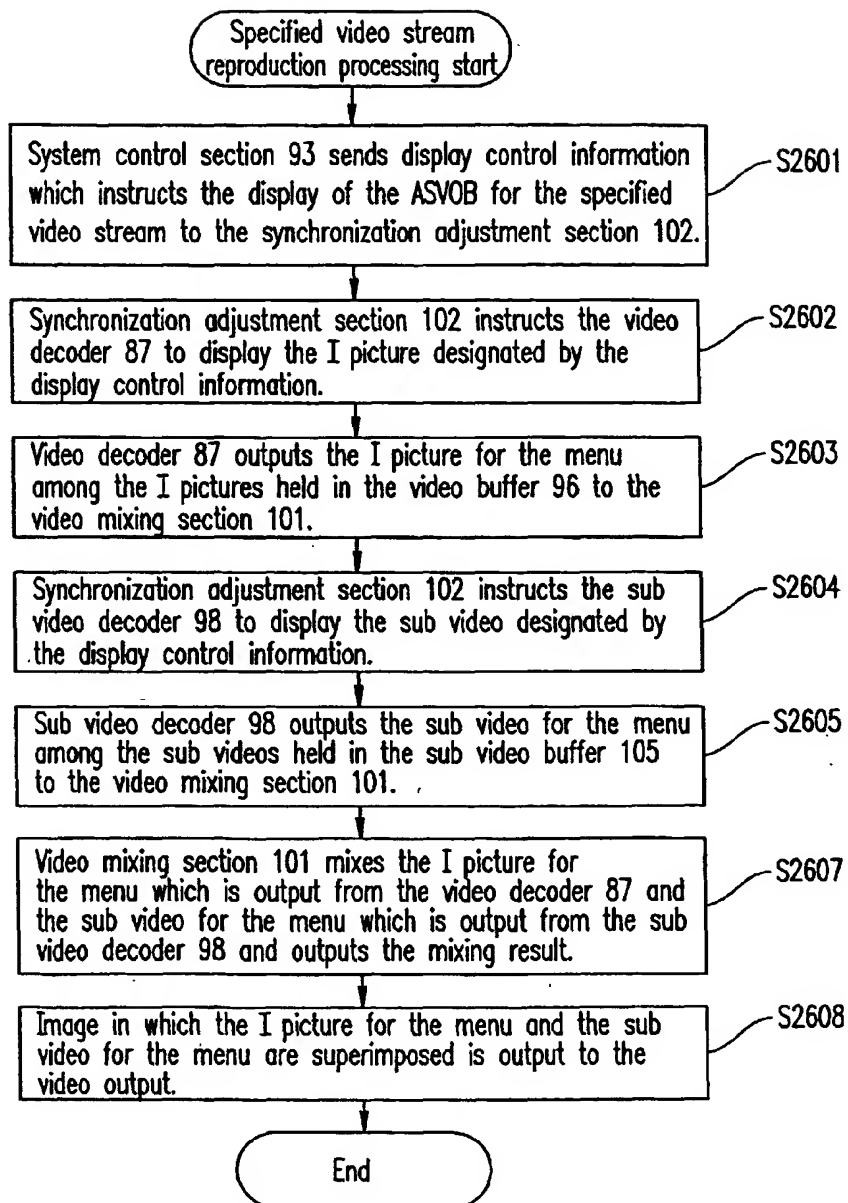 Specified video stream
reproduction processing start
System control section 93 sends display control information
which instructs the display of the ASVOB for the specified
video stream to the synchronization adjustment section 102.
S2601
Synchronization adjustment section 102 instructs the video
decoder 87 to display the I picture designated by the
display control information.
S2602
Video decoder 87 outputs the I picture for the menu
among the I pictures held in the video buffer 96 to the
video mixing section 101.
S2603
Synchronization adjustment section 102 instructs the sub
video decoder 98 to display the sub video designated by
the display control information.
S2604
Sub video decoder 98 outputs the sub video for the menu
among the sub videos held in the sub video buffer 105
to the video mixing section 101.
S2605
Video mixing section 101 mixes the I picture for
the menu which is output from the video decoder 87 and
the sub video for the menu which is output from the sub
video decoder 98 and outputs the mixing result.
S2607
Image in which the I picture for the menu and the sub
video for the menu are superimposed is output to the
video output.
S2608
End